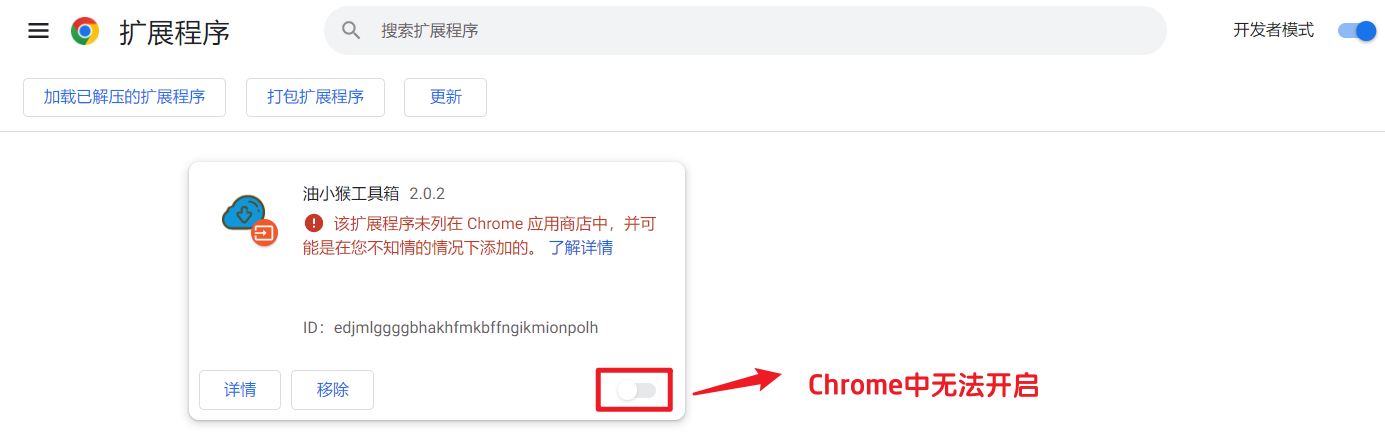 扩展程序
搜索扩展程序
开发者模式
加载已解压的扩展程序
打包扩展程序
更新
油小猴工具箱 2.0.2
该扩展程序未列在 Chrome 应用商店中，并可
能是在您不知情的情况下添加的。 了解详情
ID：edjmlggggbhakhfmkbffngikmionpolh
详情
移除
Chrome中无法开启